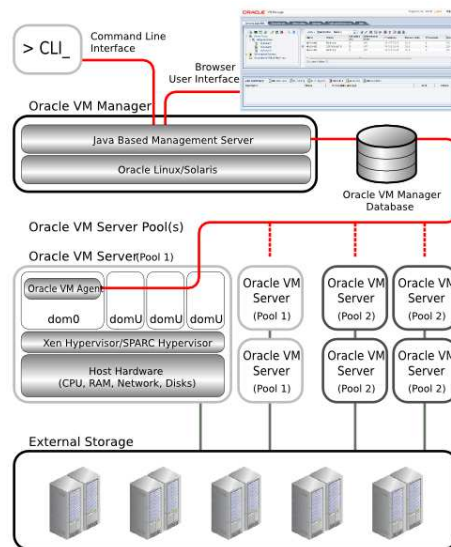 ORACLE
> CLI_
Command Line
Interface
Browser
User Interface
Oracle VM Manager
Java Based Management Server
Oracle Linux/Solaris
Oracle VM Manager
Database
Oracle VM Server Pool(s)
Oracle VM Server(Pool 1)
Oracle VM Agent
dom0
domU
domU
domU
Xen Hypervisor/SPARC Hypervisor
Host Hardware
(CPU, RAM, Network, Disks)
Oracle VM
Server
(Pool 1)
Oracle VM
Server
(Pool 2)
Oracle VM
Server
(Pool 2)
Oracle VM
Server
(Pool 1)
Oracle VM
Server
(Pool 2)
Oracle VM
Server
(Pool 2)
External Storage